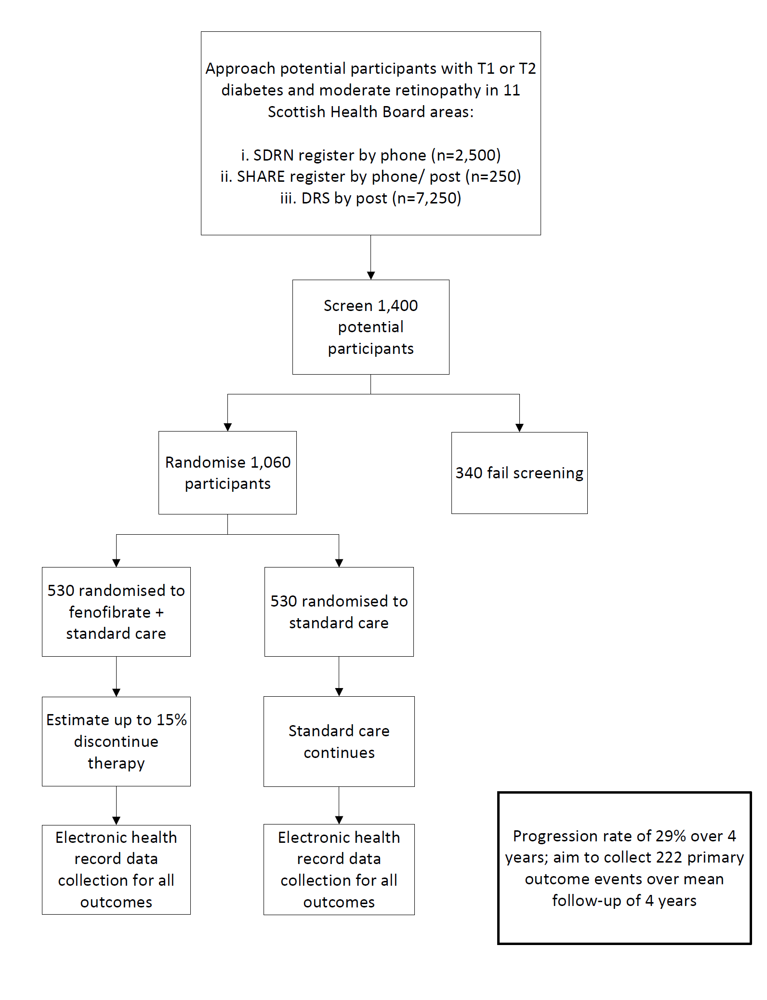 Approach potential participants with T1 or T2
diabetes and moderate retinopathy in 11
Scottish Health Board areas:
i. SDRN register by phone (n=2,500)
ii. SHARE register by phone/ post (n=250)
iii. DRS by post (n=7,250)
Screen 1,400
potential
participants
Randomise 1,060
participants
340 fail screening
530 randomised to
fenofibrate +
standard care
530 randomised to
standard care
Estimate up to 15%
discontinue
therapy
Standard care
continues
Electronic health
record data
collection for all
outcomes
Electronic health
record data
collection for all
outcomes
Progression rate of 29% over 4
years; aim to collect 222 primary
outcome events over mean
follow-up of 4 years